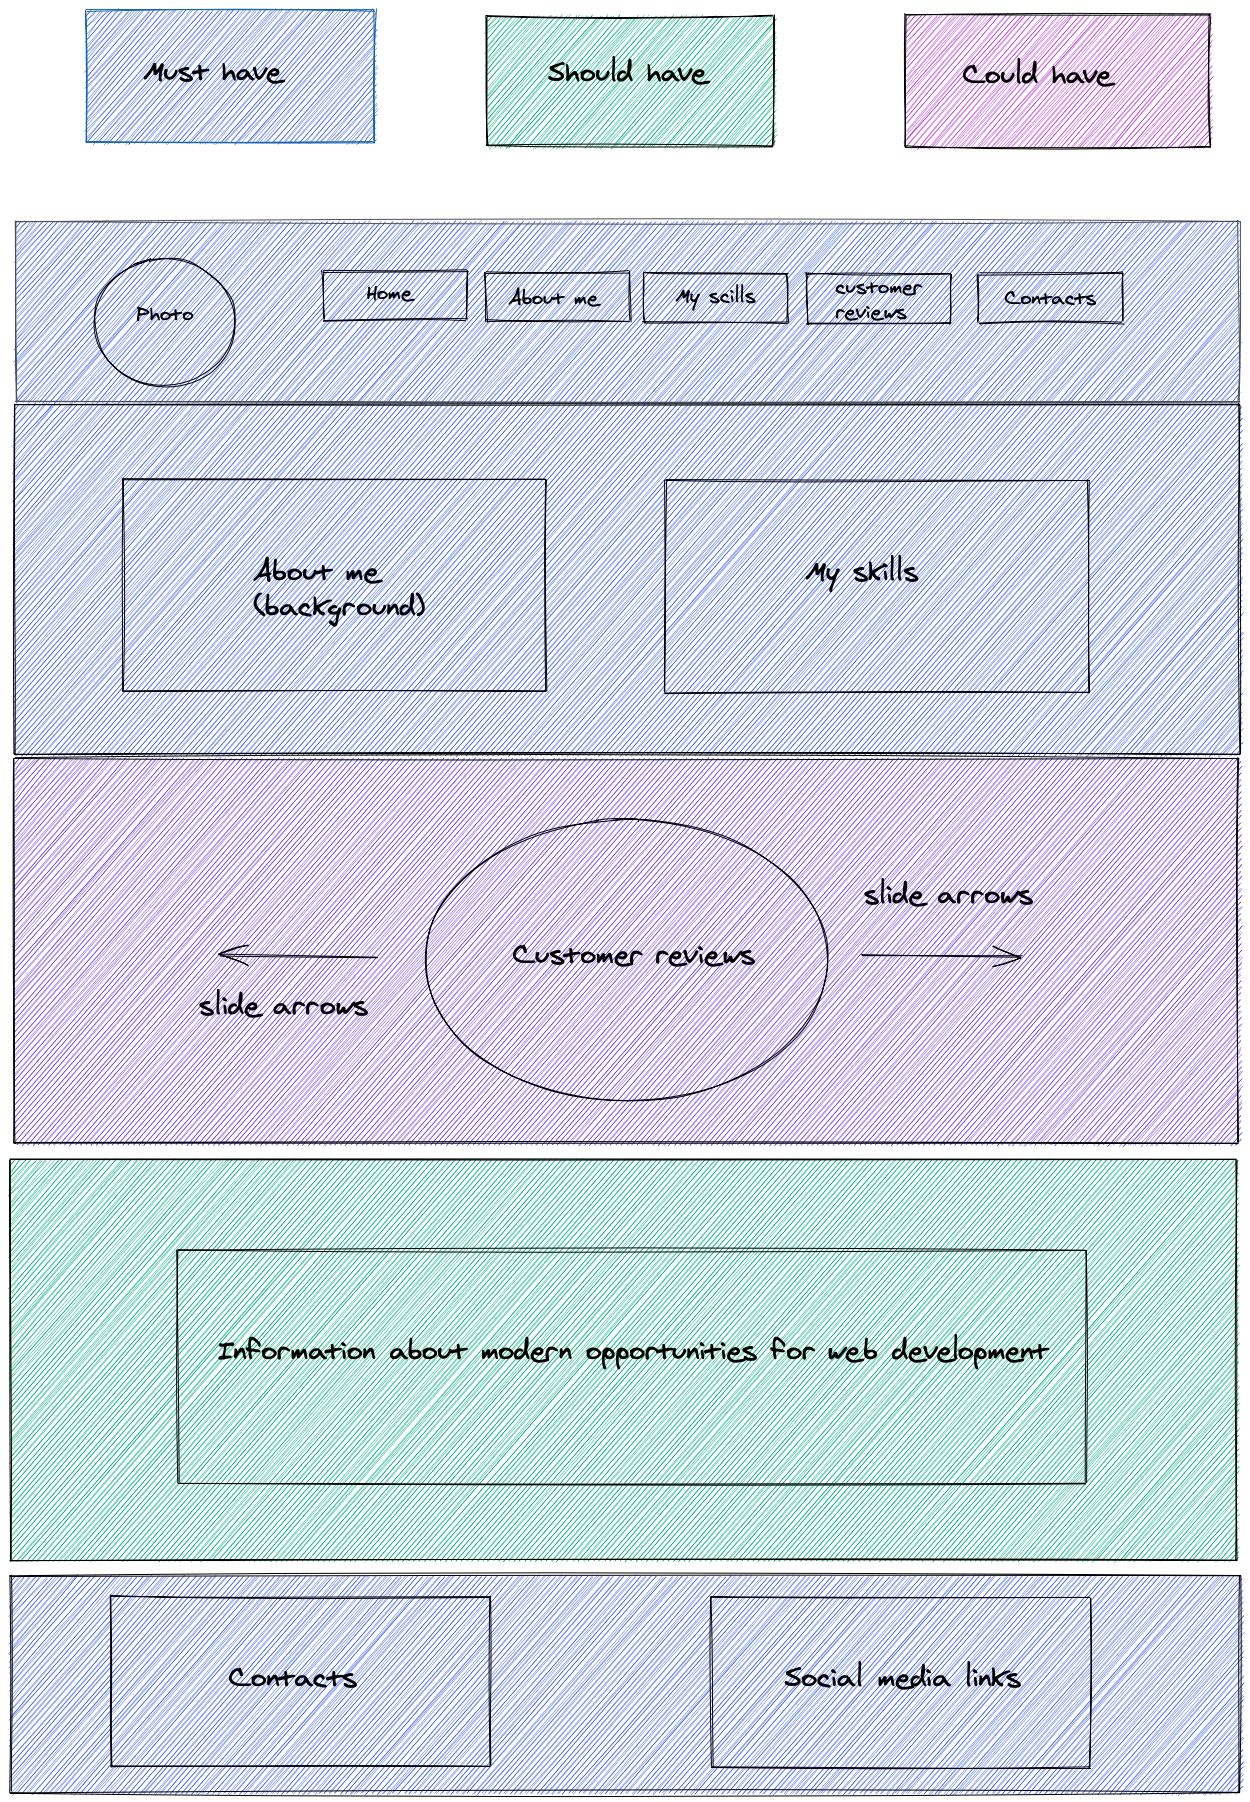 Must have
Should have
Could have
Photo
Home
About me
My scills
customer
reviews
Contacts
About me
(background)
My skills
slide arrows
Customer reviews
slide arrows
Information about modern opportunities for web development
Contacts
Social media links